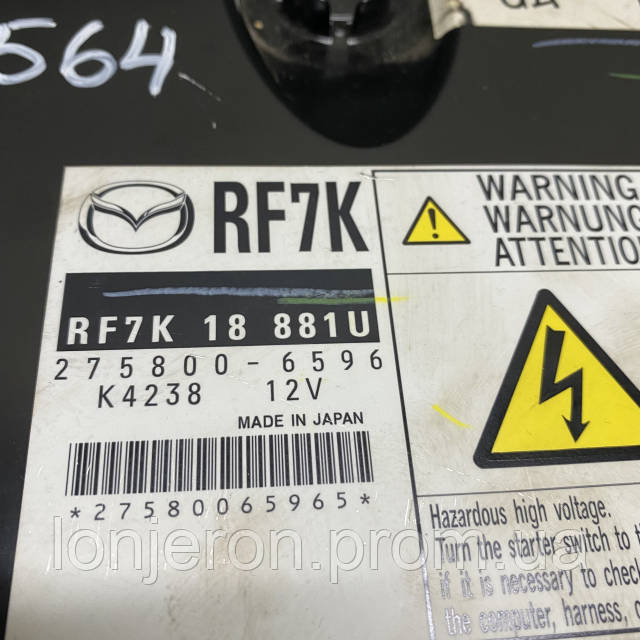 564
RF7K
WARNING
WARNUNG
ATTENTION
RF7K 18 881U
275800-6596
K4238 12V
MADE IN JAPAN
*27580065965*
Hazardous high voltage.
Turn the starter switch to
if it is necessary to check
the computer, harness,
lonjeron.prom.ua